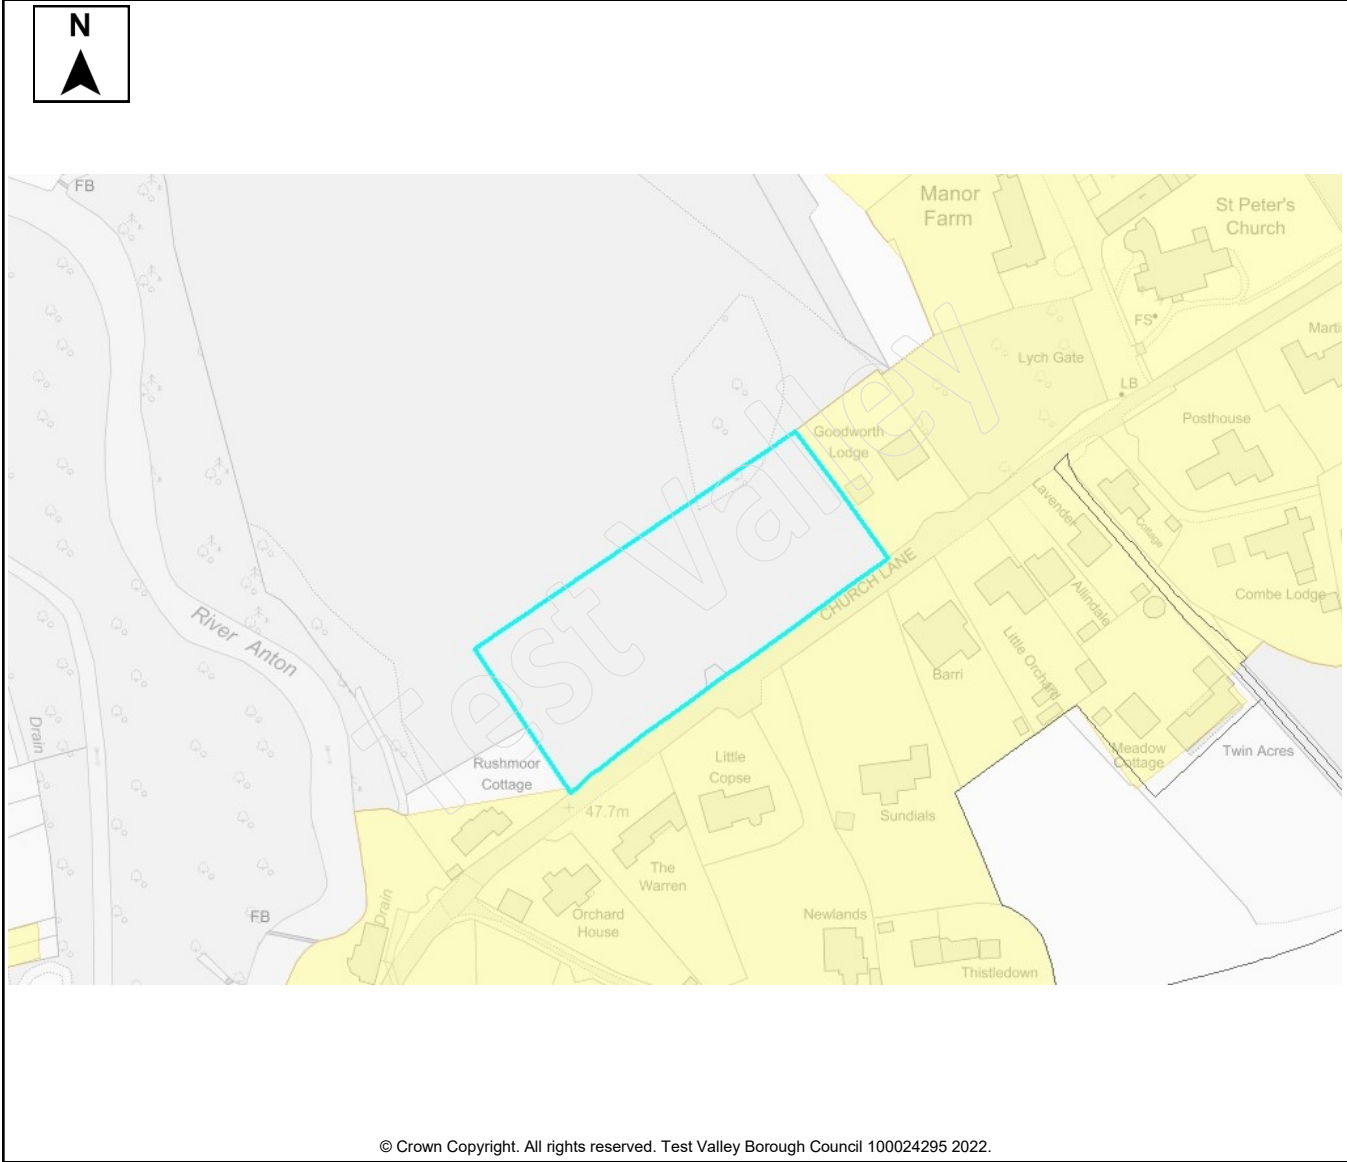 N
FB
Manor
Farm
St Peter's
Church
FS
Marti
Lych Gate
LB
Posthouse
Goodworth
Lodge
Lavender
Cottage
CHURCH LANE
Allindale
Combe Lodge
River Anton
Little Orchard
Barri
Drain
Rushmoor
Cottage
Little
Copse
Meadow
Cottage
Twin Acres
47.7m
Sundials
The
Warren
Drain
Orchard
House
FB
Newlands
Thistledown
Test Valley
© Crown Copyright. All rights reserved. Test Valley Borough Council 100024295 2022.